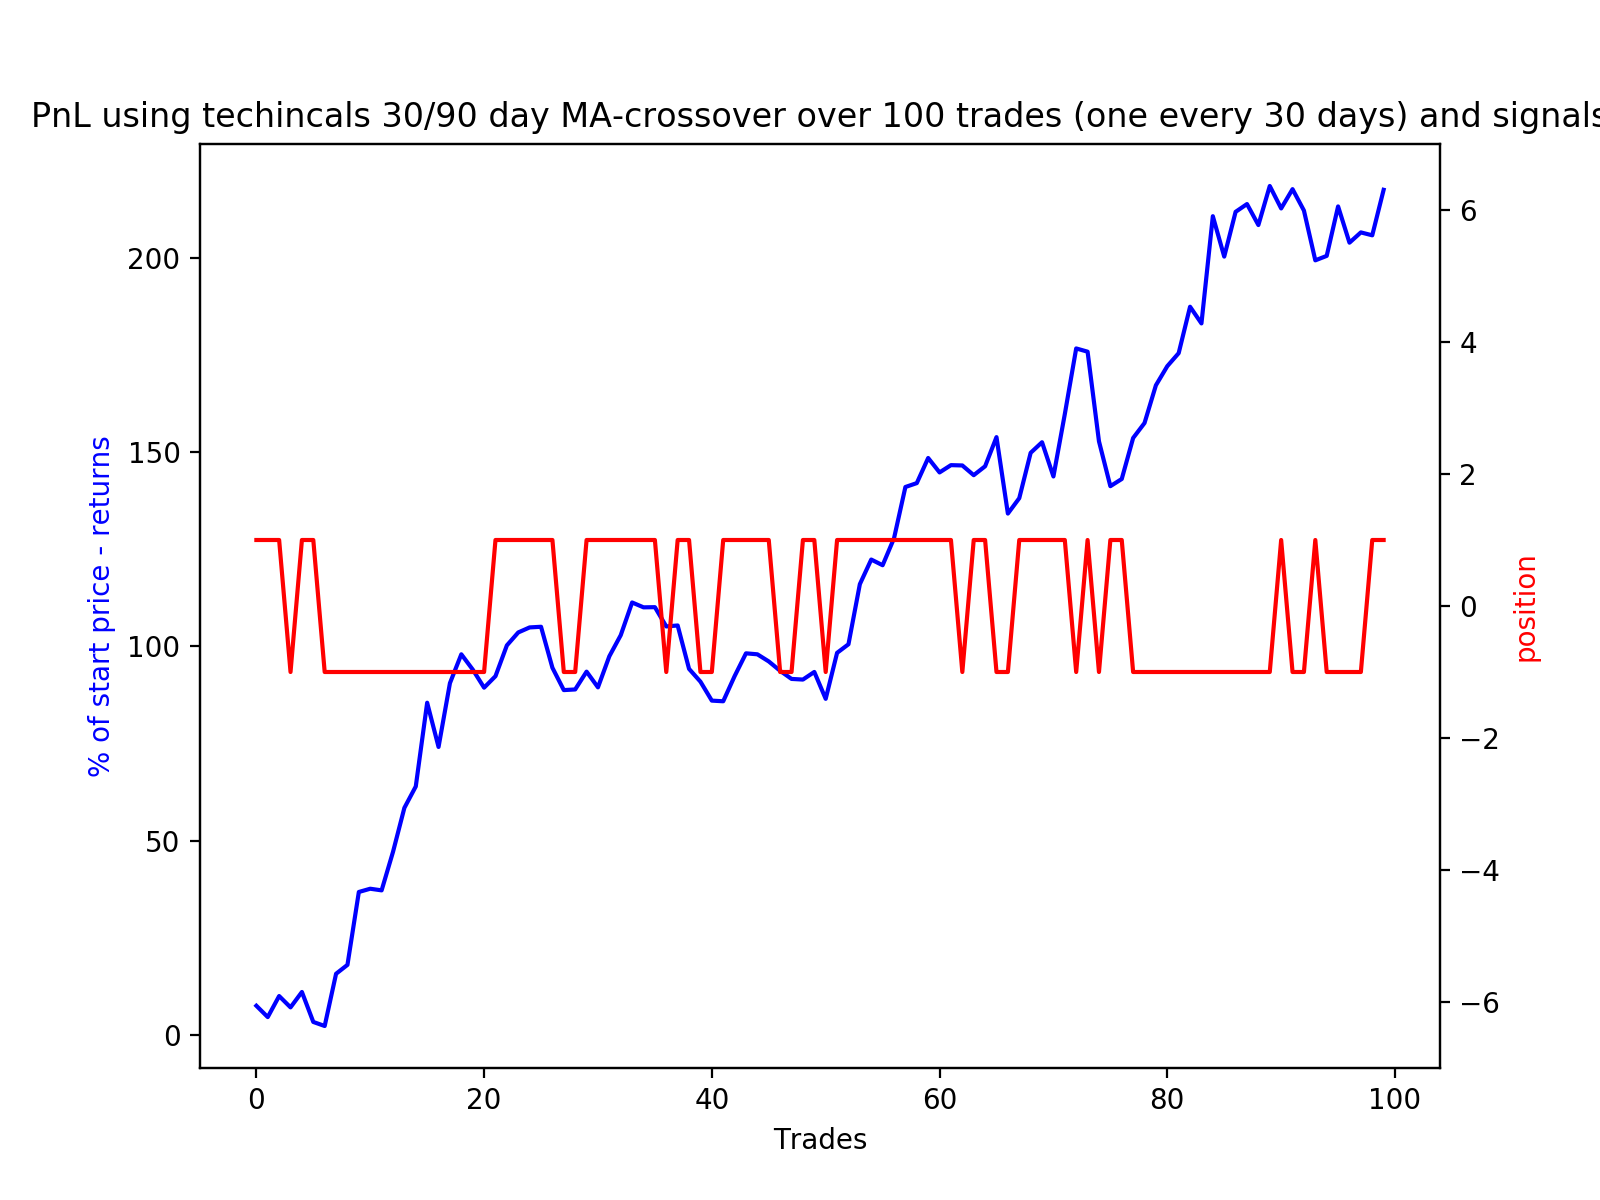 PnL using techincals 30/90 day MA-crossover over 100 trades (one every 30 days) and signals
% of start price - returns
200
150
100
50
0
6
4
2
0
−2
−4
−6
position
0 20 40 60 80 100
Trades